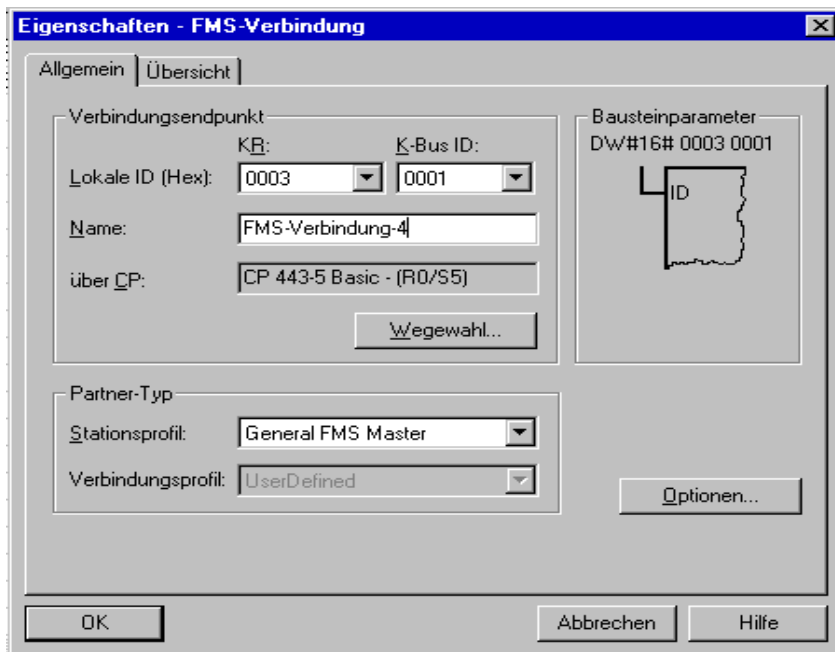 Eigenschaften - FMS-Verbindung
Allgemein Übersicht
Verbindungsendpunkt
KR: K-Bus ID:
Lokale ID (Hex): 0003 0001
Name: FMS-Verbindung-4
über CP: CP 443-5 Basic - (R0/S5)
Wegewahl...
Bausteinparameter
DW#16# 0003 0001
ID
Partner-Typ
Stationsprofil: General FMS Master
Verbindungsprofil: UserDefined
Optionen...
OK Abbrechen Hilfe